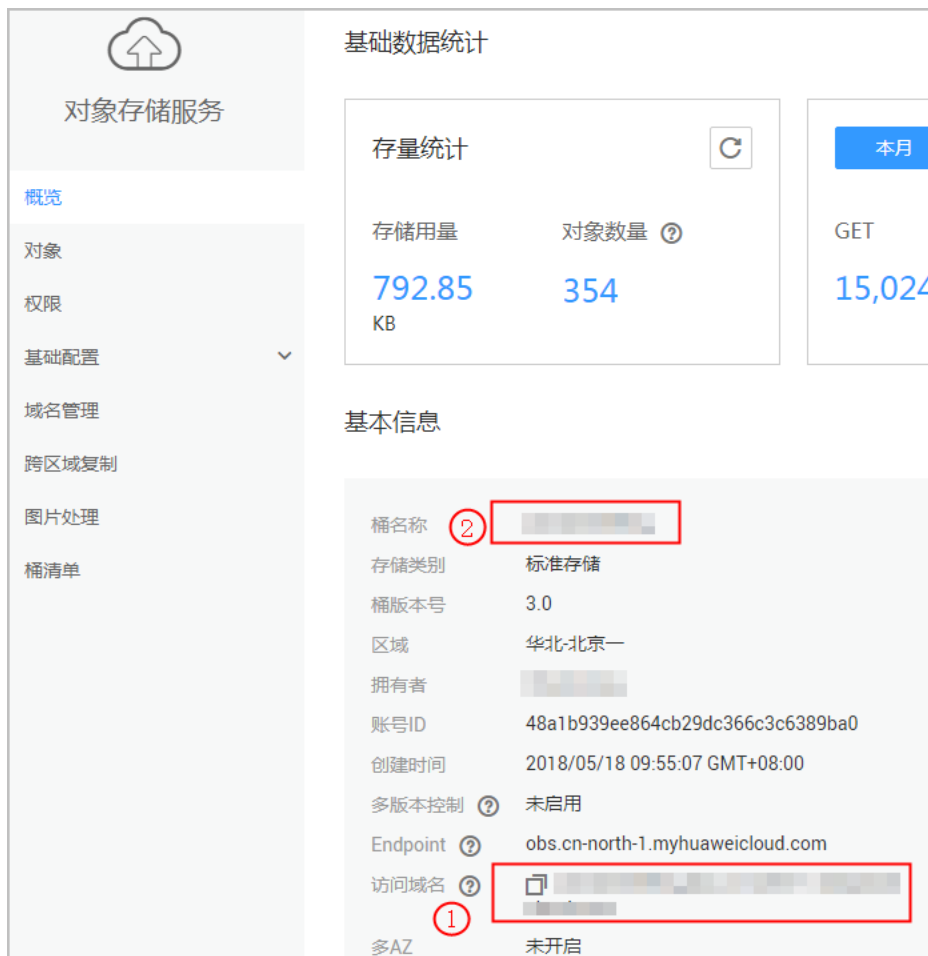 对象存储服务
概览
对象
权限
基础配置
域名管理
跨区域复制
图片处理
桶清单
基础数据统计
存量统计
存储用量 对象数量
792.85 354
KB
本月
GET
15,024
基本信息
桶名称 ②
存储类别 标准存储
桶版本号 3.0
区域 华北-北京一
拥有者
账号ID 48a1b939ee864cb29dc366c3c6389ba0
创建时间 2018/05/18 09:55:07 GMT+08:00
多版本控制 未启用
Endpoint obs.cn-north-1.myhuaweicloud.com
访问域名
①
多AZ 未开启